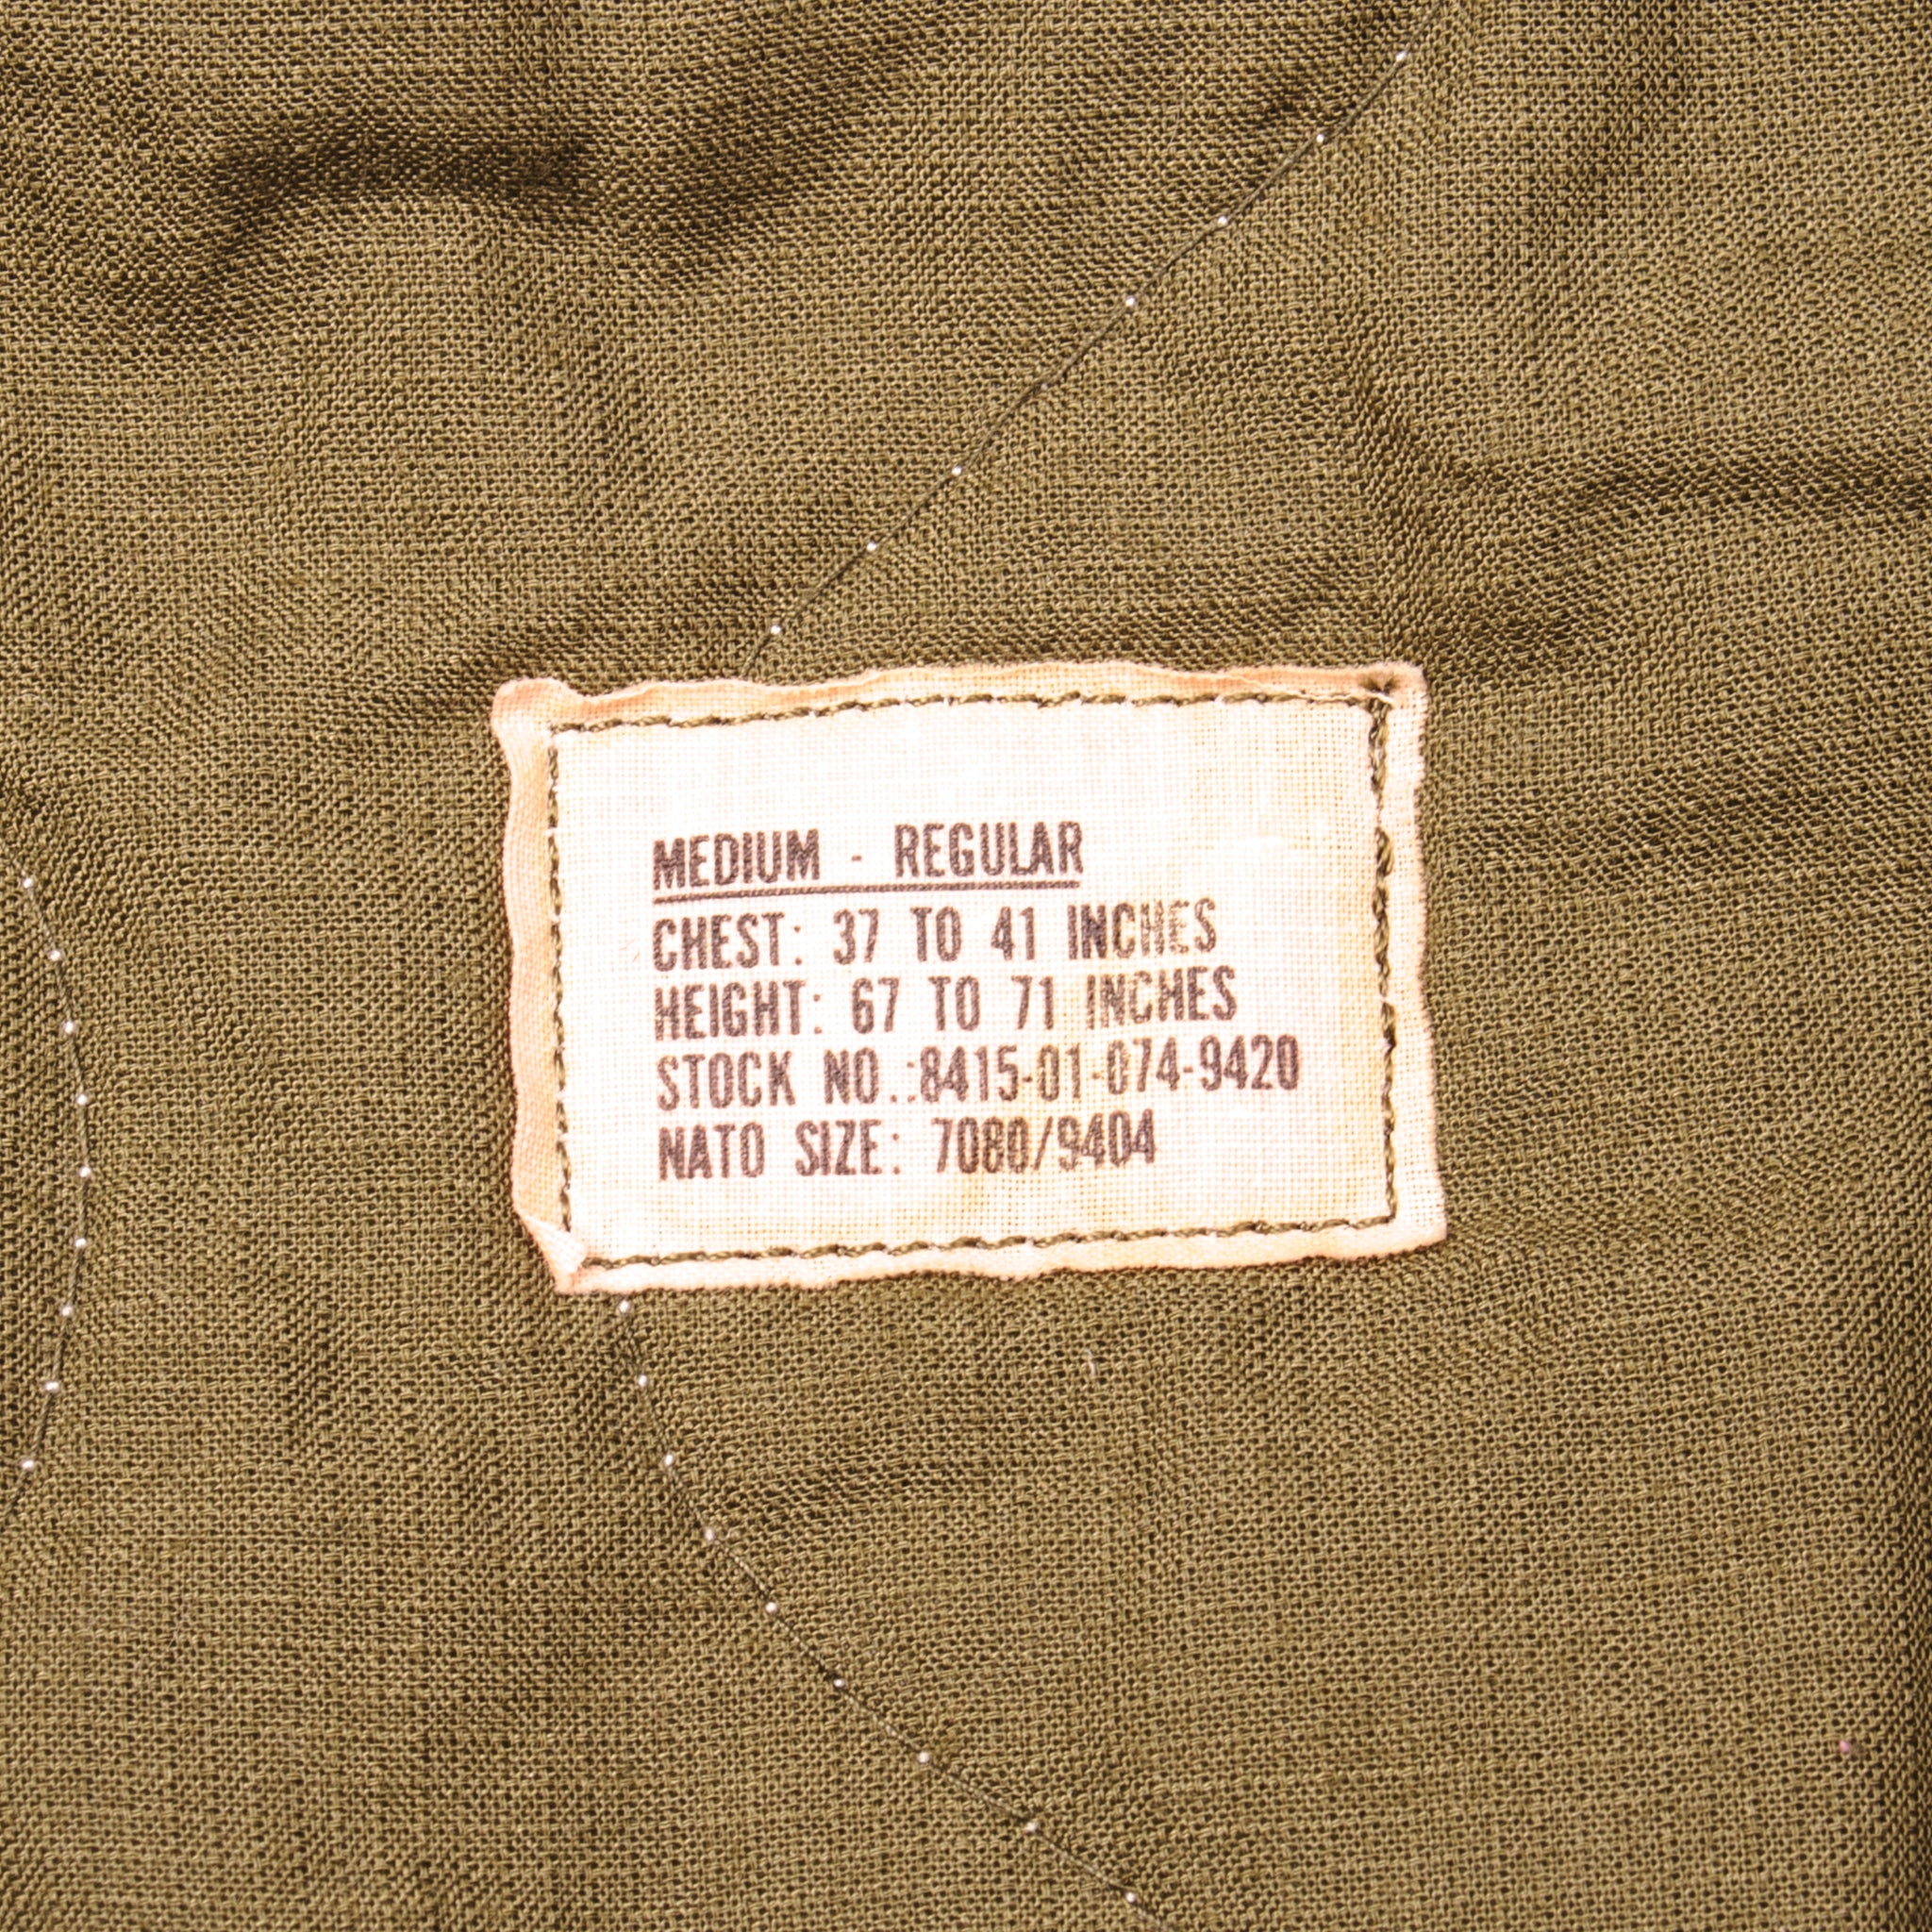 MEDIUM - REGULAR
CHEST: 37 TO 41 INCHES
HEIGHT: 67 TO 71 INCHES
STOCK NO.:8415-01-074-9420
NATO SIZE: 7080/9404